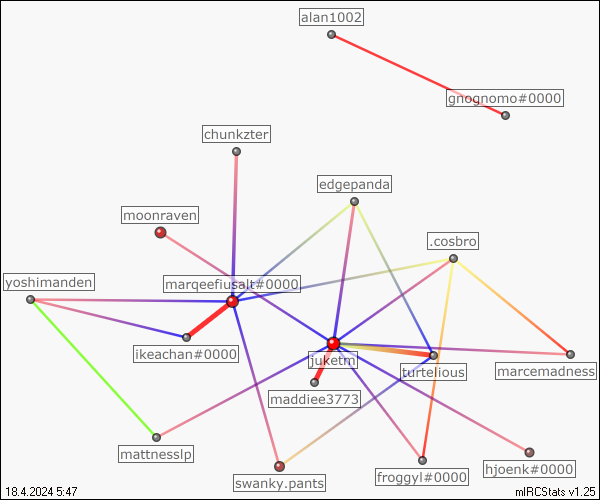 alan1002
gnognomo#0000
chunkzter
edgepanda
moonraven
.cosbro
yoshimanden
marqeefiusalt#0000
ikeachan#0000
juketm
turtelious
marcemadness
maddiee3773
mattnesslp
swanky.pants
froggyl#0000
hjoenk#0000
18.4.2024 5:47
mIRCStats v1.25